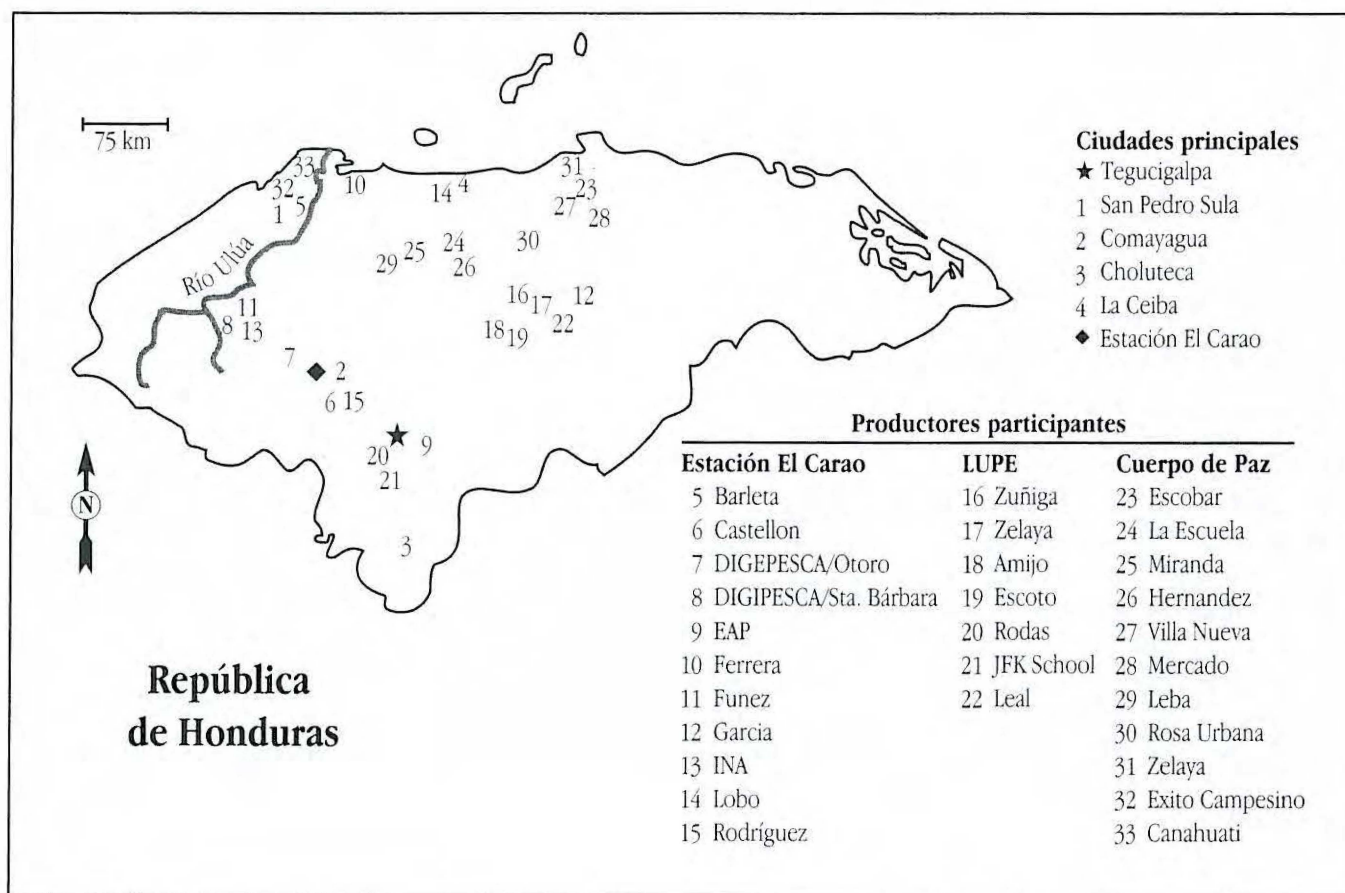 75 km
33
32
10
1
5
14
4
31
23
27
28
Río Ulúa
29
25
24
26
30
11
8
13
16
17
12
18
19
22
7
2
6
15
9
20
21
3
N
República
de Honduras
Ciudades principales
★ Tegucigalpa
1 San Pedro Sula
2 Comayagua
3 Choluteca
4 La Ceiba
◆ Estación El Carao
Productores participantes
Estación El Carao LUPE Cuerpo de Paz
5 Barleta 16 Zuñiga 23 Escobar
6 Castellon 17 Zelaya 24 La Escuela
7 DIGEPESCA/Otoro 18 Amijo 25 Miranda
8 DIGIPESCA/Sta. Bárbara 19 Escoto 26 Hernandez
9 EAP 20 Rodas 27 Villa Nueva
10 Ferrera 21 JFK School 28 Mercado
11 Funez 22 Leal 29 Leba
12 Garcia 30 Rosa Urbana
13 INA 31 Zelaya
14 Lobo 32 Exito Campesino
15 Rodríguez 33 Canahuati